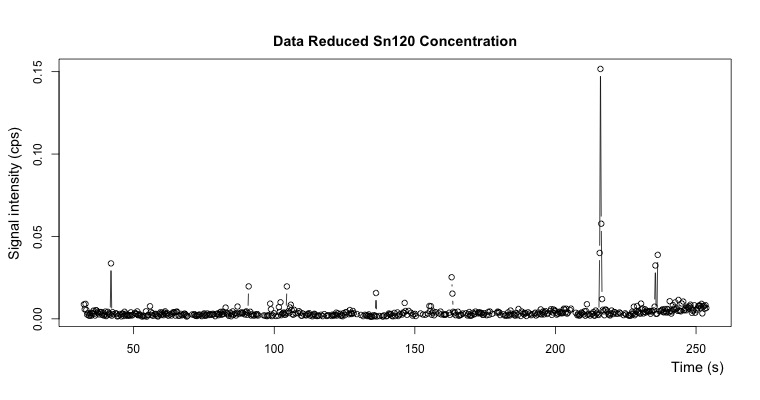 Data Reduced Sn120 Concentration
Signal intensity (cps)
0.15
0.10
0.05
0.00
50 100 150 200 250
Time (s)